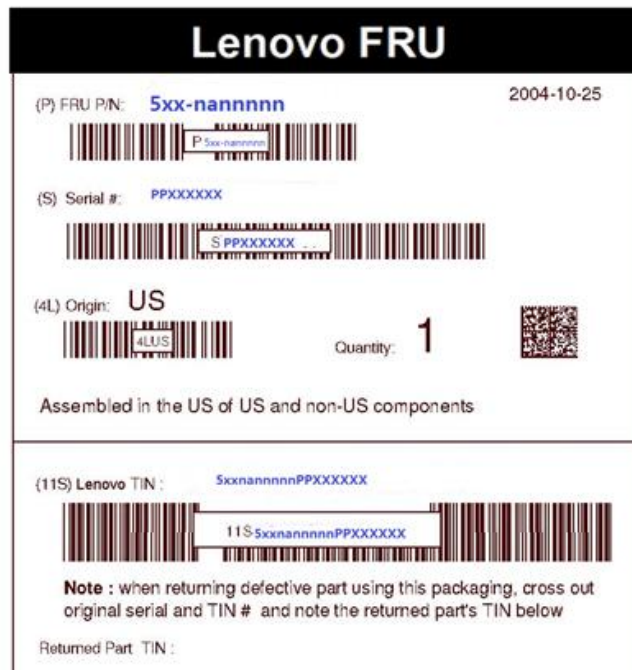 Lenovo FRU
(P) FRU P/N: 5xx-nannnnn 2004-10-25
P 5xx-nannnnn
(S) Serial #: PPXXXXXX
S PPXXXXXX
(4L) Origin: US
4LUS
Quantity: 1
Assembled in the US of US and non-US components
(11S) Lenovo TIN : 5xxnannnnnPPXXXXXX
11S 5xxnannnnnPPXXXXXX
Note : when returning defective part using this packaging, cross out
original serial and TIN # and note the returned part's TIN below
Returned Part TIN :